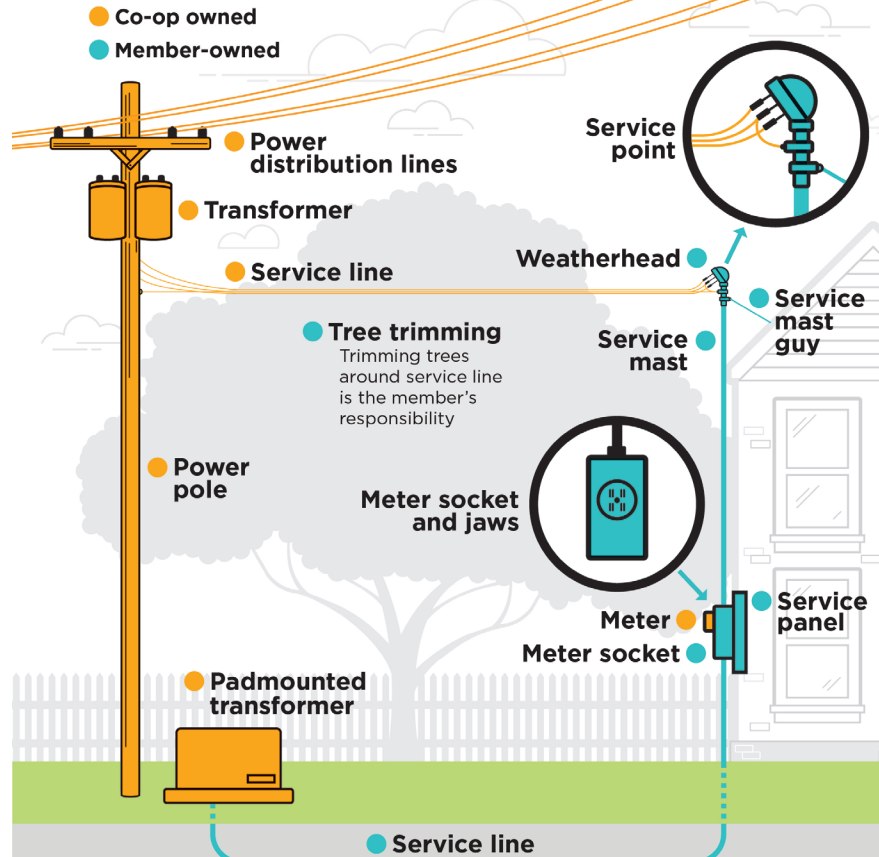 Co-op owned
Member-owned
Power
distribution lines
Service
point
Transformer
Weatherhead
Service line
Service
mast
guy
Tree trimming
Trimming trees
around service line
is the member’s
responsibility
Service
mast
Power
pole
Meter socket
and jaws
Service
panel
Meter
Meter socket
Padmounted
transformer
Service line